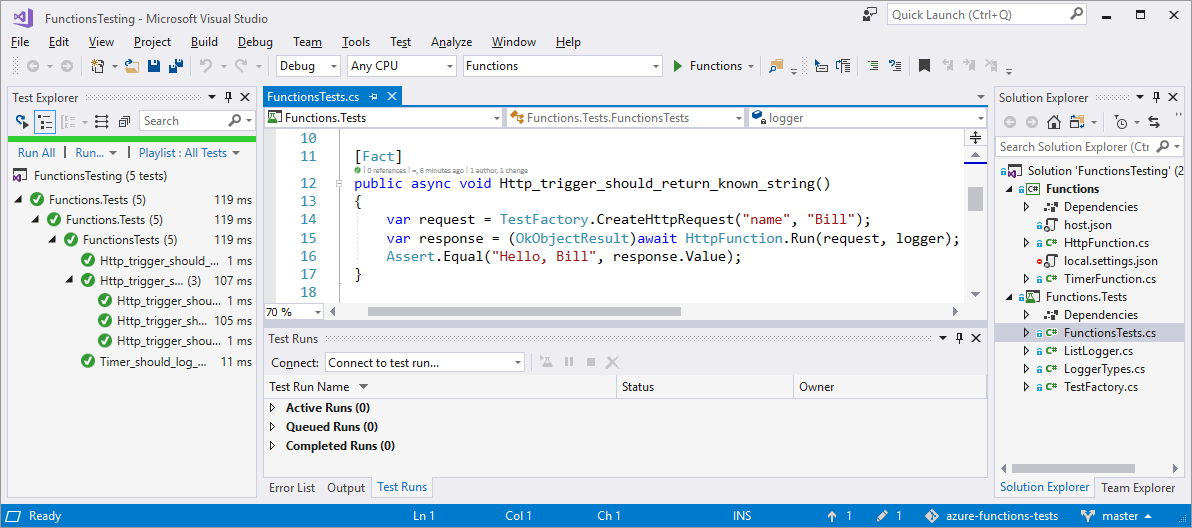 FunctionsTesting - Microsoft Visual Studio
Quick Launch (Ctrl+Q)
File Edit View Project Build Debug Team Tools Test Analyze Window Help
Debug Any CPU Functions Functions
Test Explorer
Search
Run All | Run... | Playlist : All Tests
FunctionsTesting (5 tests)
Functions.Tests (5) 119 ms
Functions.Tests (5) 119 ms
FunctionsTests (5) 119 ms
Http_trigger_should_... 1 ms
Http_trigger_s... (3) 107 ms
Http_trigger_shou... 1 ms
Http_trigger_sh... 105 ms
Http_trigger_shou... 1 ms
Timer_should_log_... 11 ms
FunctionsTests.cs
Functions.Tests Functions.Tests.FunctionsTests logger
10
11 [Fact]
| 0 references | =, 6 minutes ago | 1 author, 1 change
12 public async void Http_trigger_should_return_known_string()
13 {
14 var request = TestFactory.CreateHttpRequest("name", "Bill");
15 var response = (OkObjectResult)await HttpFunction.Run(request, logger);
16 Assert.Equal("Hello, Bill", response.Value);
17 }
18
70 %
Test Runs
Connect: Connect to test run...
Test Run Name Status Owner
Active Runs (0)
Queued Runs (0)
Completed Runs (0)
Error List Output Test Runs
Solution Explorer
Search Solution Explorer (Ctrl
Solution 'FunctionsTesting' (2
C# Functions
Dependencies
host.json
C# HttpFunction.cs
local.settings.json
C# TimerFunction.cs
Functions.Tests
Dependencies
C# FunctionsTests.cs
C# ListLogger.cs
C# LoggerTypes.cs
C# TestFactory.cs
Solution Explorer Team Explorer
Ready Ln 1 Col 1 Ch 1 INS 1 1 azure-functions-tests master